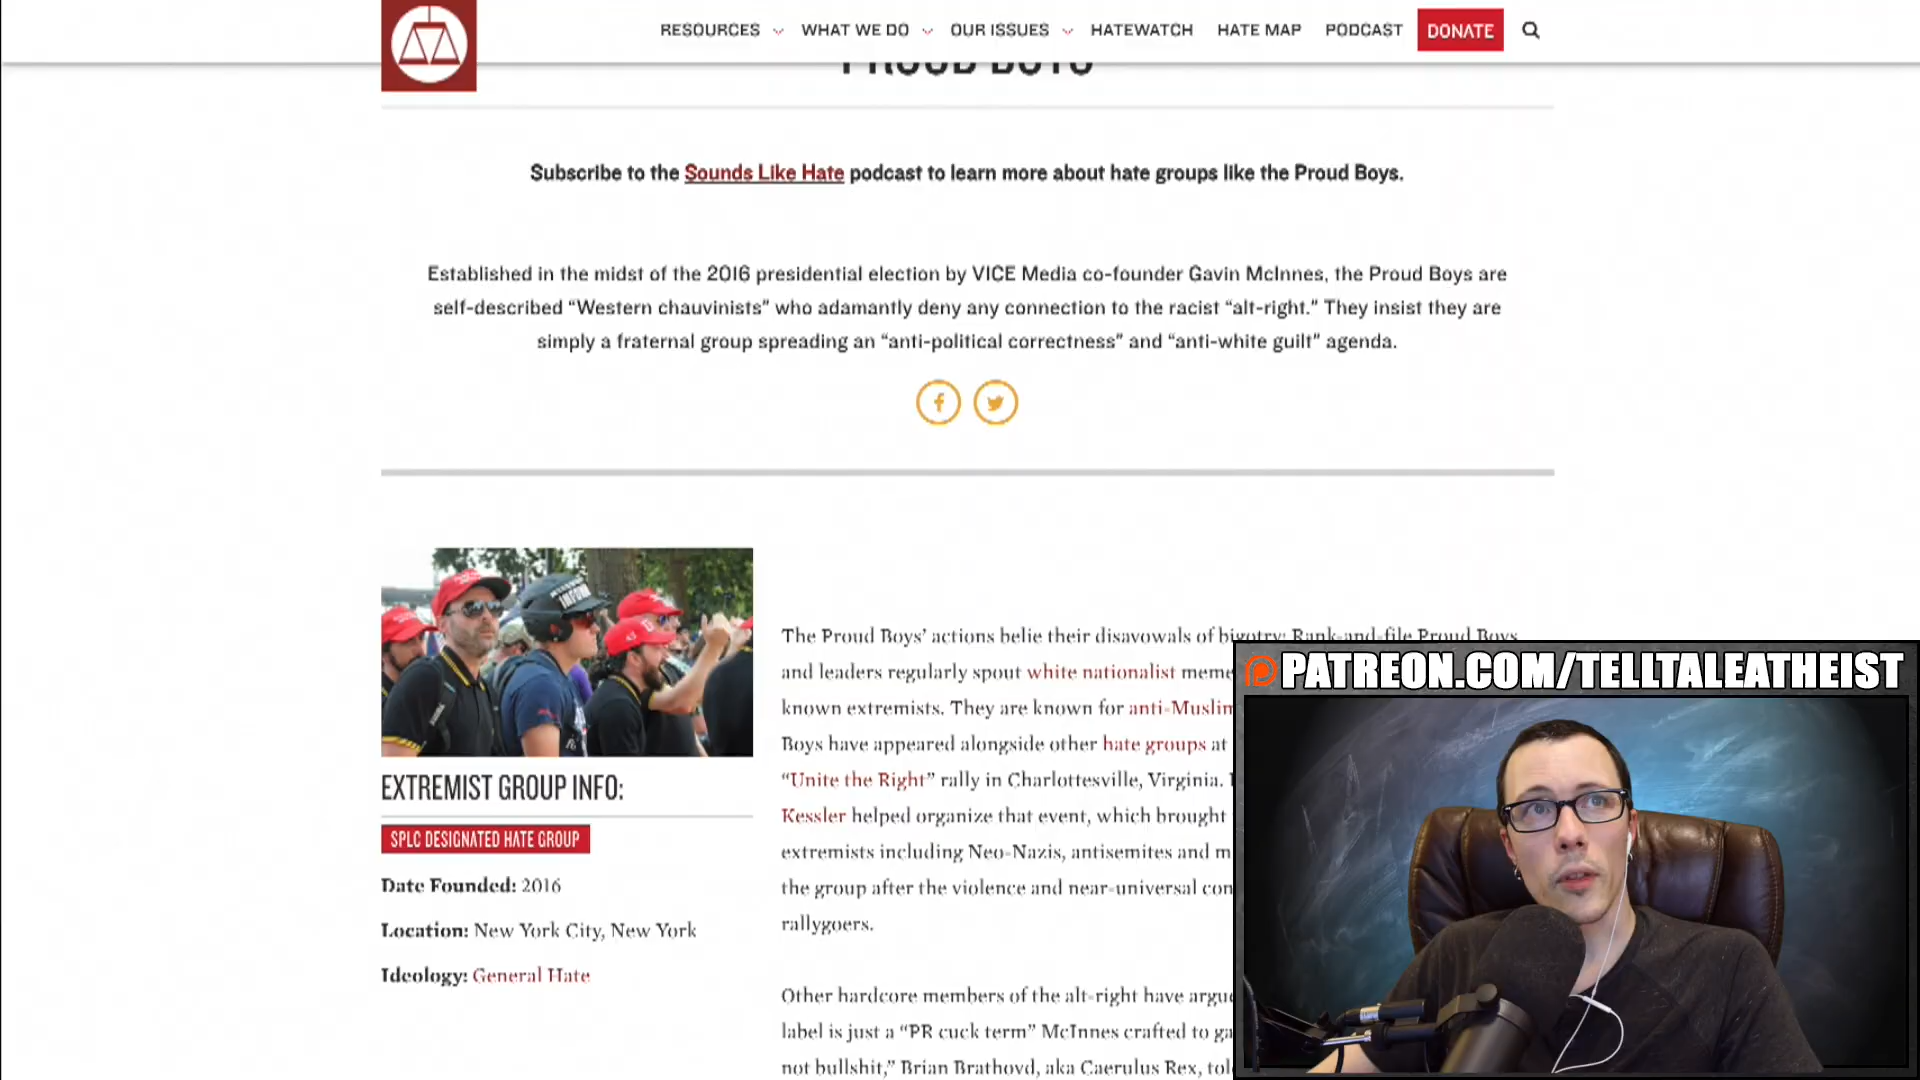 RESOURCES WHAT WE DO OUR ISSUES HATEWATCH HATE MAP PODCAST DONATE
PROUD BOYS
Subscribe to the Sounds Like Hate podcast to learn more about hate groups like the Proud Boys.
Established in the midst of the 2016 presidential election by VICE Media co-founder Gavin McInnes, the Proud Boys are
self-described “Western chauvinists” who adamantly deny any connection to the racist “alt-right.” They insist they are
simply a fraternal group spreading an “anti-political correctness” and “anti-white guilt” agenda.
EXTREMIST GROUP INFO:
SPLC DESIGNATED HATE GROUP
Date Founded: 2016
Location: New York City, New York
Ideology: General Hate
The Proud Boys’ actions belie their disavowals of bigotry: Rank-and-file Proud Boys
and leaders regularly spout white nationalist meme
known extremists. They are known for anti-Muslim
Boys have appeared alongside other hate groups at
“Unite the Right” rally in Charlottesville, Virginia.
Kessler helped organize that event, which brought
extremists including Neo-Nazis, antisemites and m
the group after the violence and near-universal con
rallygoers.
Other hardcore members of the alt-right have argue
label is just a “PR cuck term” McInnes crafted to ga
not bullshit,” Brian Brathovd, aka Caerulus Rex, tol
PATREON.COM/TELLTALEATHEIST